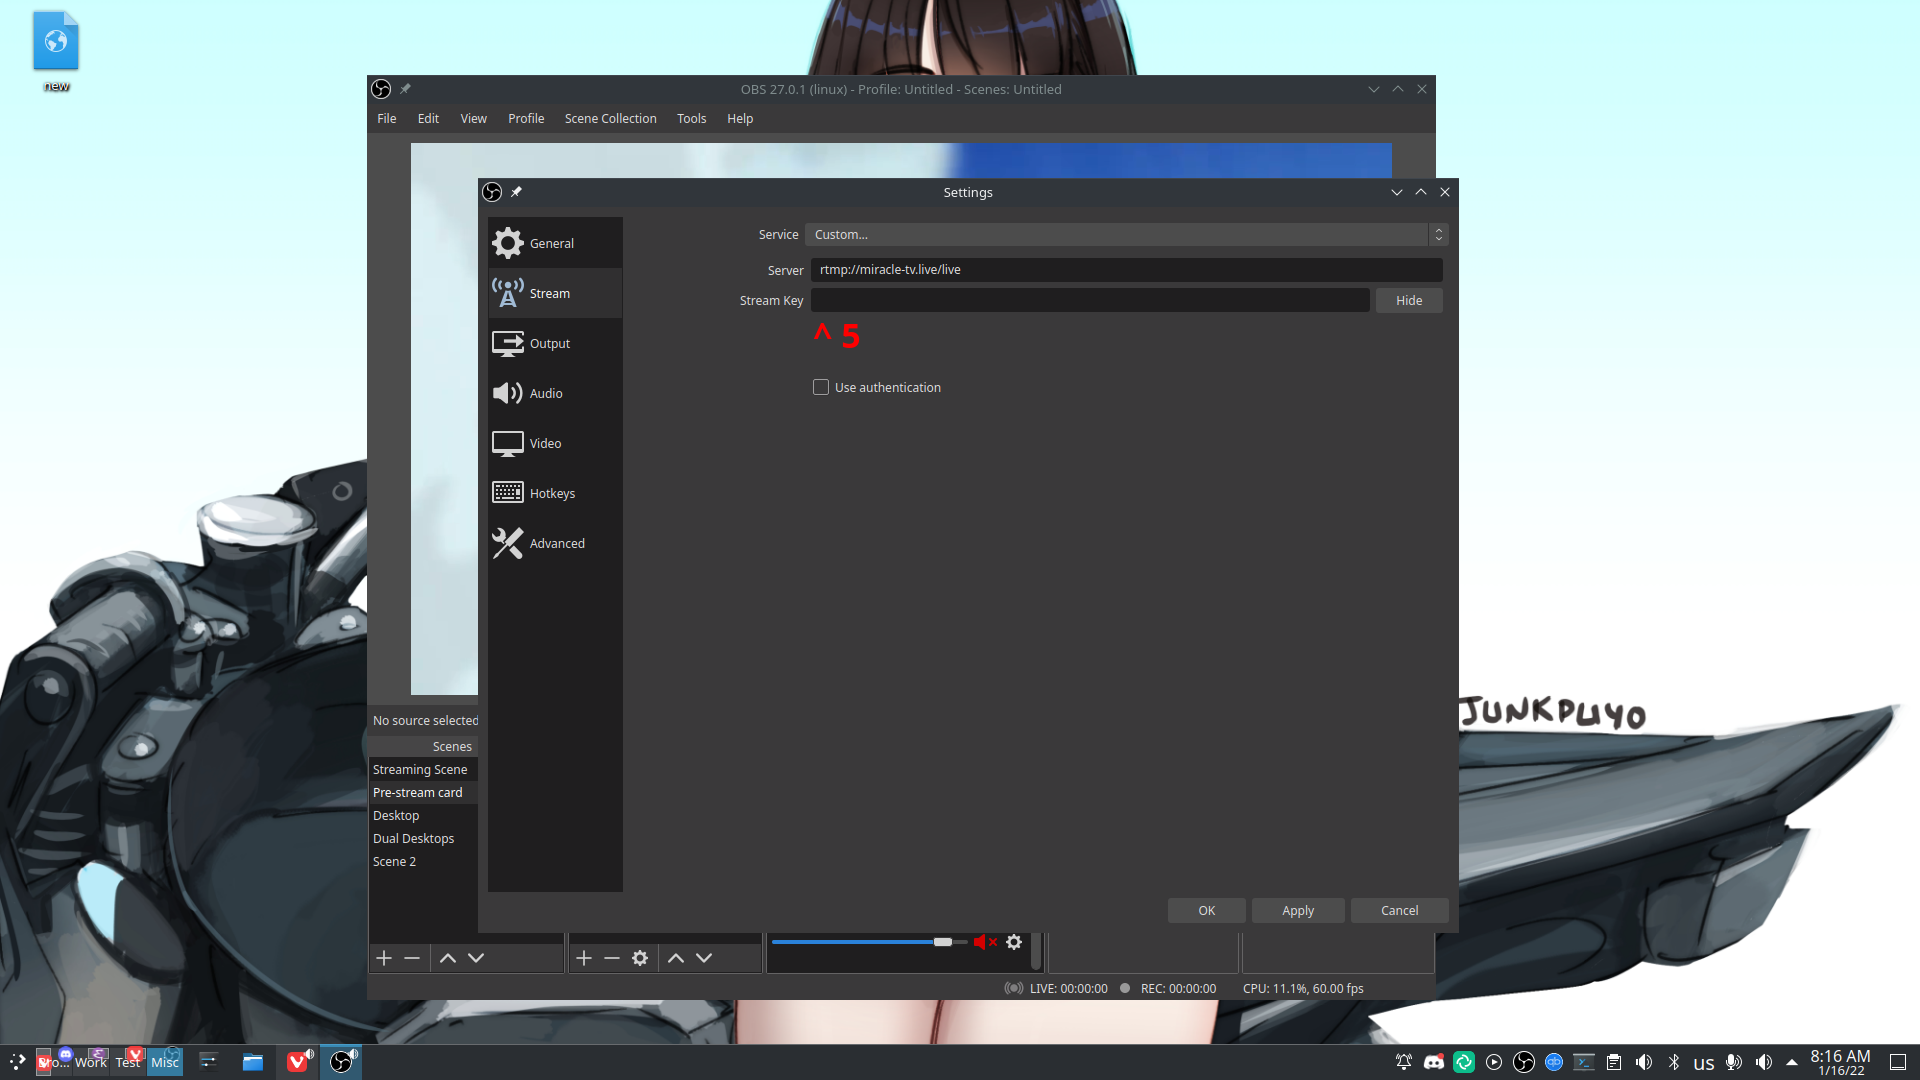 new
OBS 27.0.1 (linux) - Profile: Untitled - Scenes: Untitled
File Edit View Profile Scene Collection Tools Help
Settings
General
Stream
Output
Audio
Video
Hotkeys
Advanced
Service Custom...
Server rtmp://miracle-tv.live/live
Stream Key Hide
^ 5
Use authentication
OK Apply Cancel
No source selected
Scenes
Streaming Scene
Pre-stream card
Desktop
Dual Desktops
Scene 2
LIVE: 00:00:00 REC: 00:00:00 CPU: 11.1%, 60.00 fps
JUNKPUYO
Work Test Misc
us
8:16 AM
1/16/22